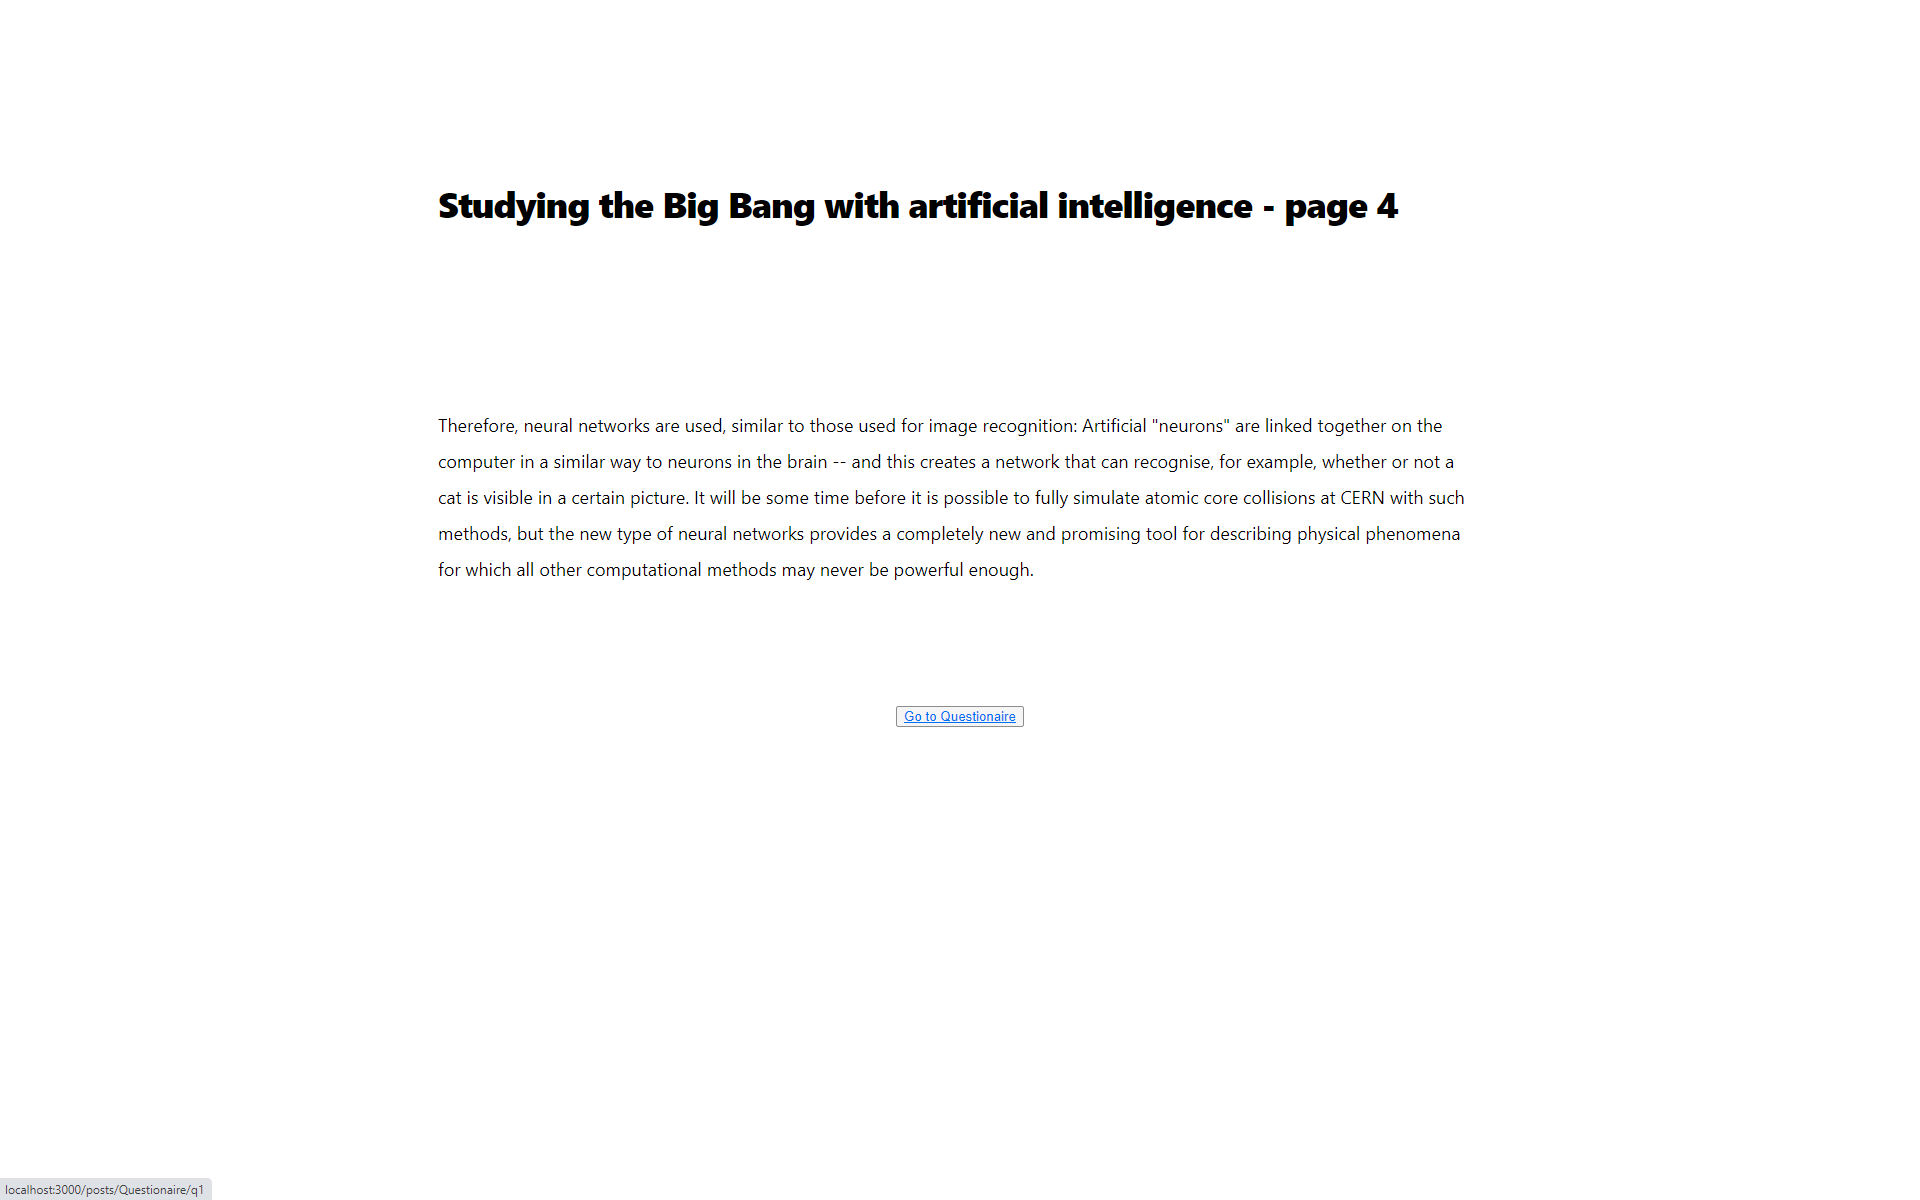 Studying the Big Bang with artificial intelligence - page 4
Therefore, neural networks are used, similar to those used for image recognition: Artificial "neurons" are linked together on the
computer in a similar way to neurons in the brain -- and this creates a network that can recognise, for example, whether or not a
cat is visible in a certain picture. It will be some time before it is possible to fully simulate atomic core collisions at CERN with such
methods, but the new type of neural networks provides a completely new and promising tool for describing physical phenomena
for which all other computational methods may never be powerful enough.
Go to Questionaire
localhost:3000/posts/Questionaire/q1